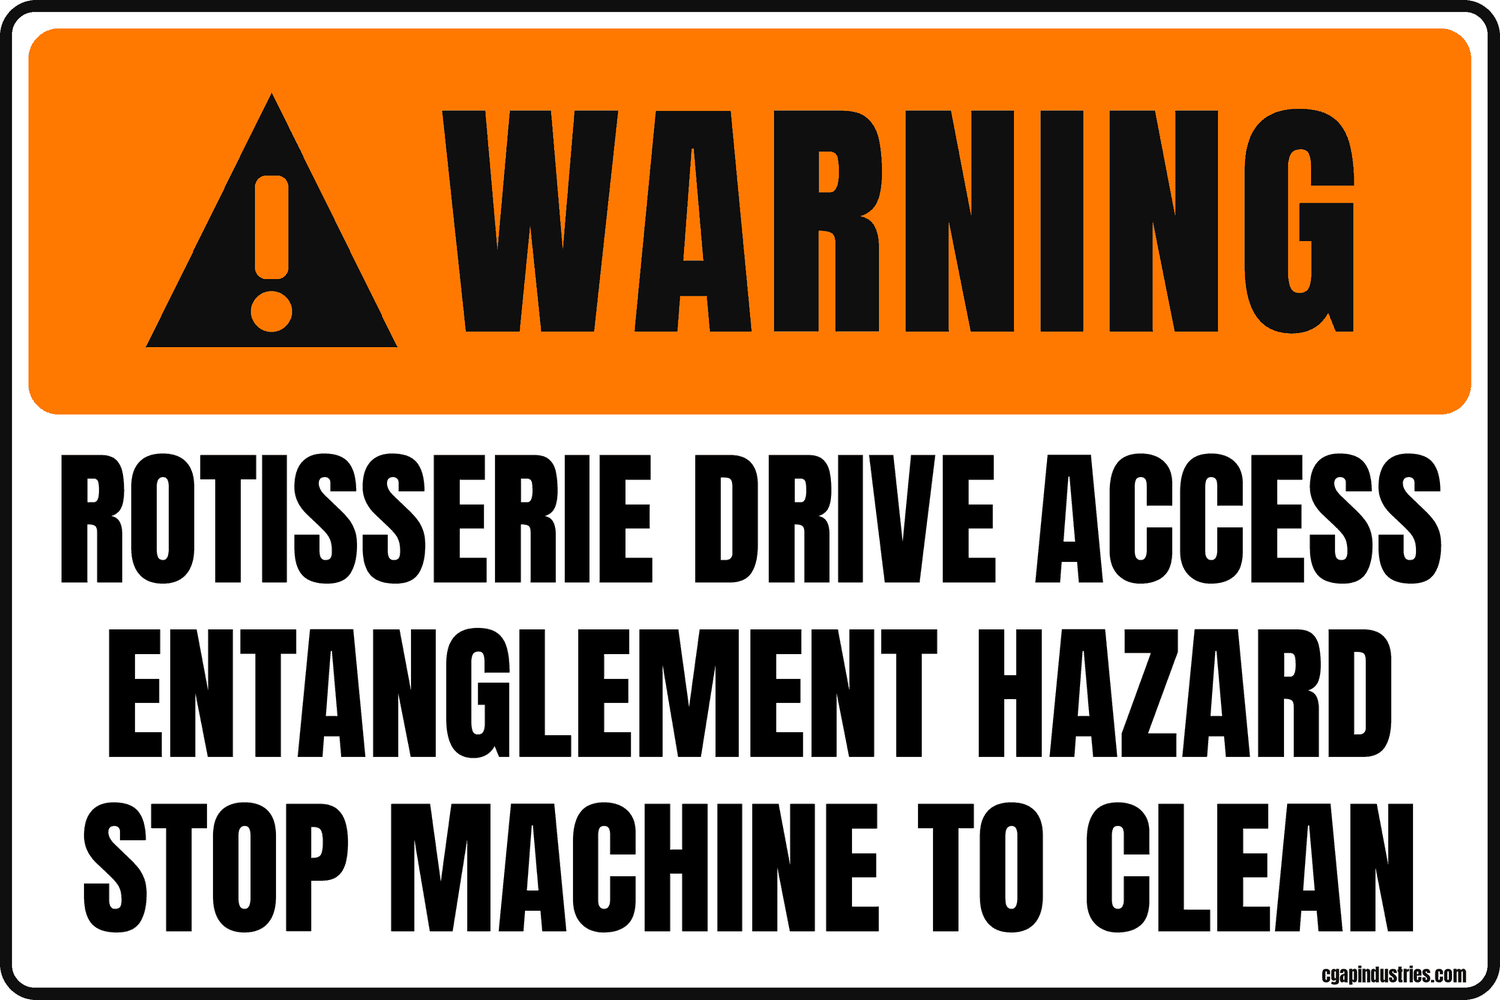 WARNING
ROTISSERIE DRIVE ACCESS
ENTANGLEMENT HAZARD
STOP MACHINE TO CLEAN
cgapindustries.com